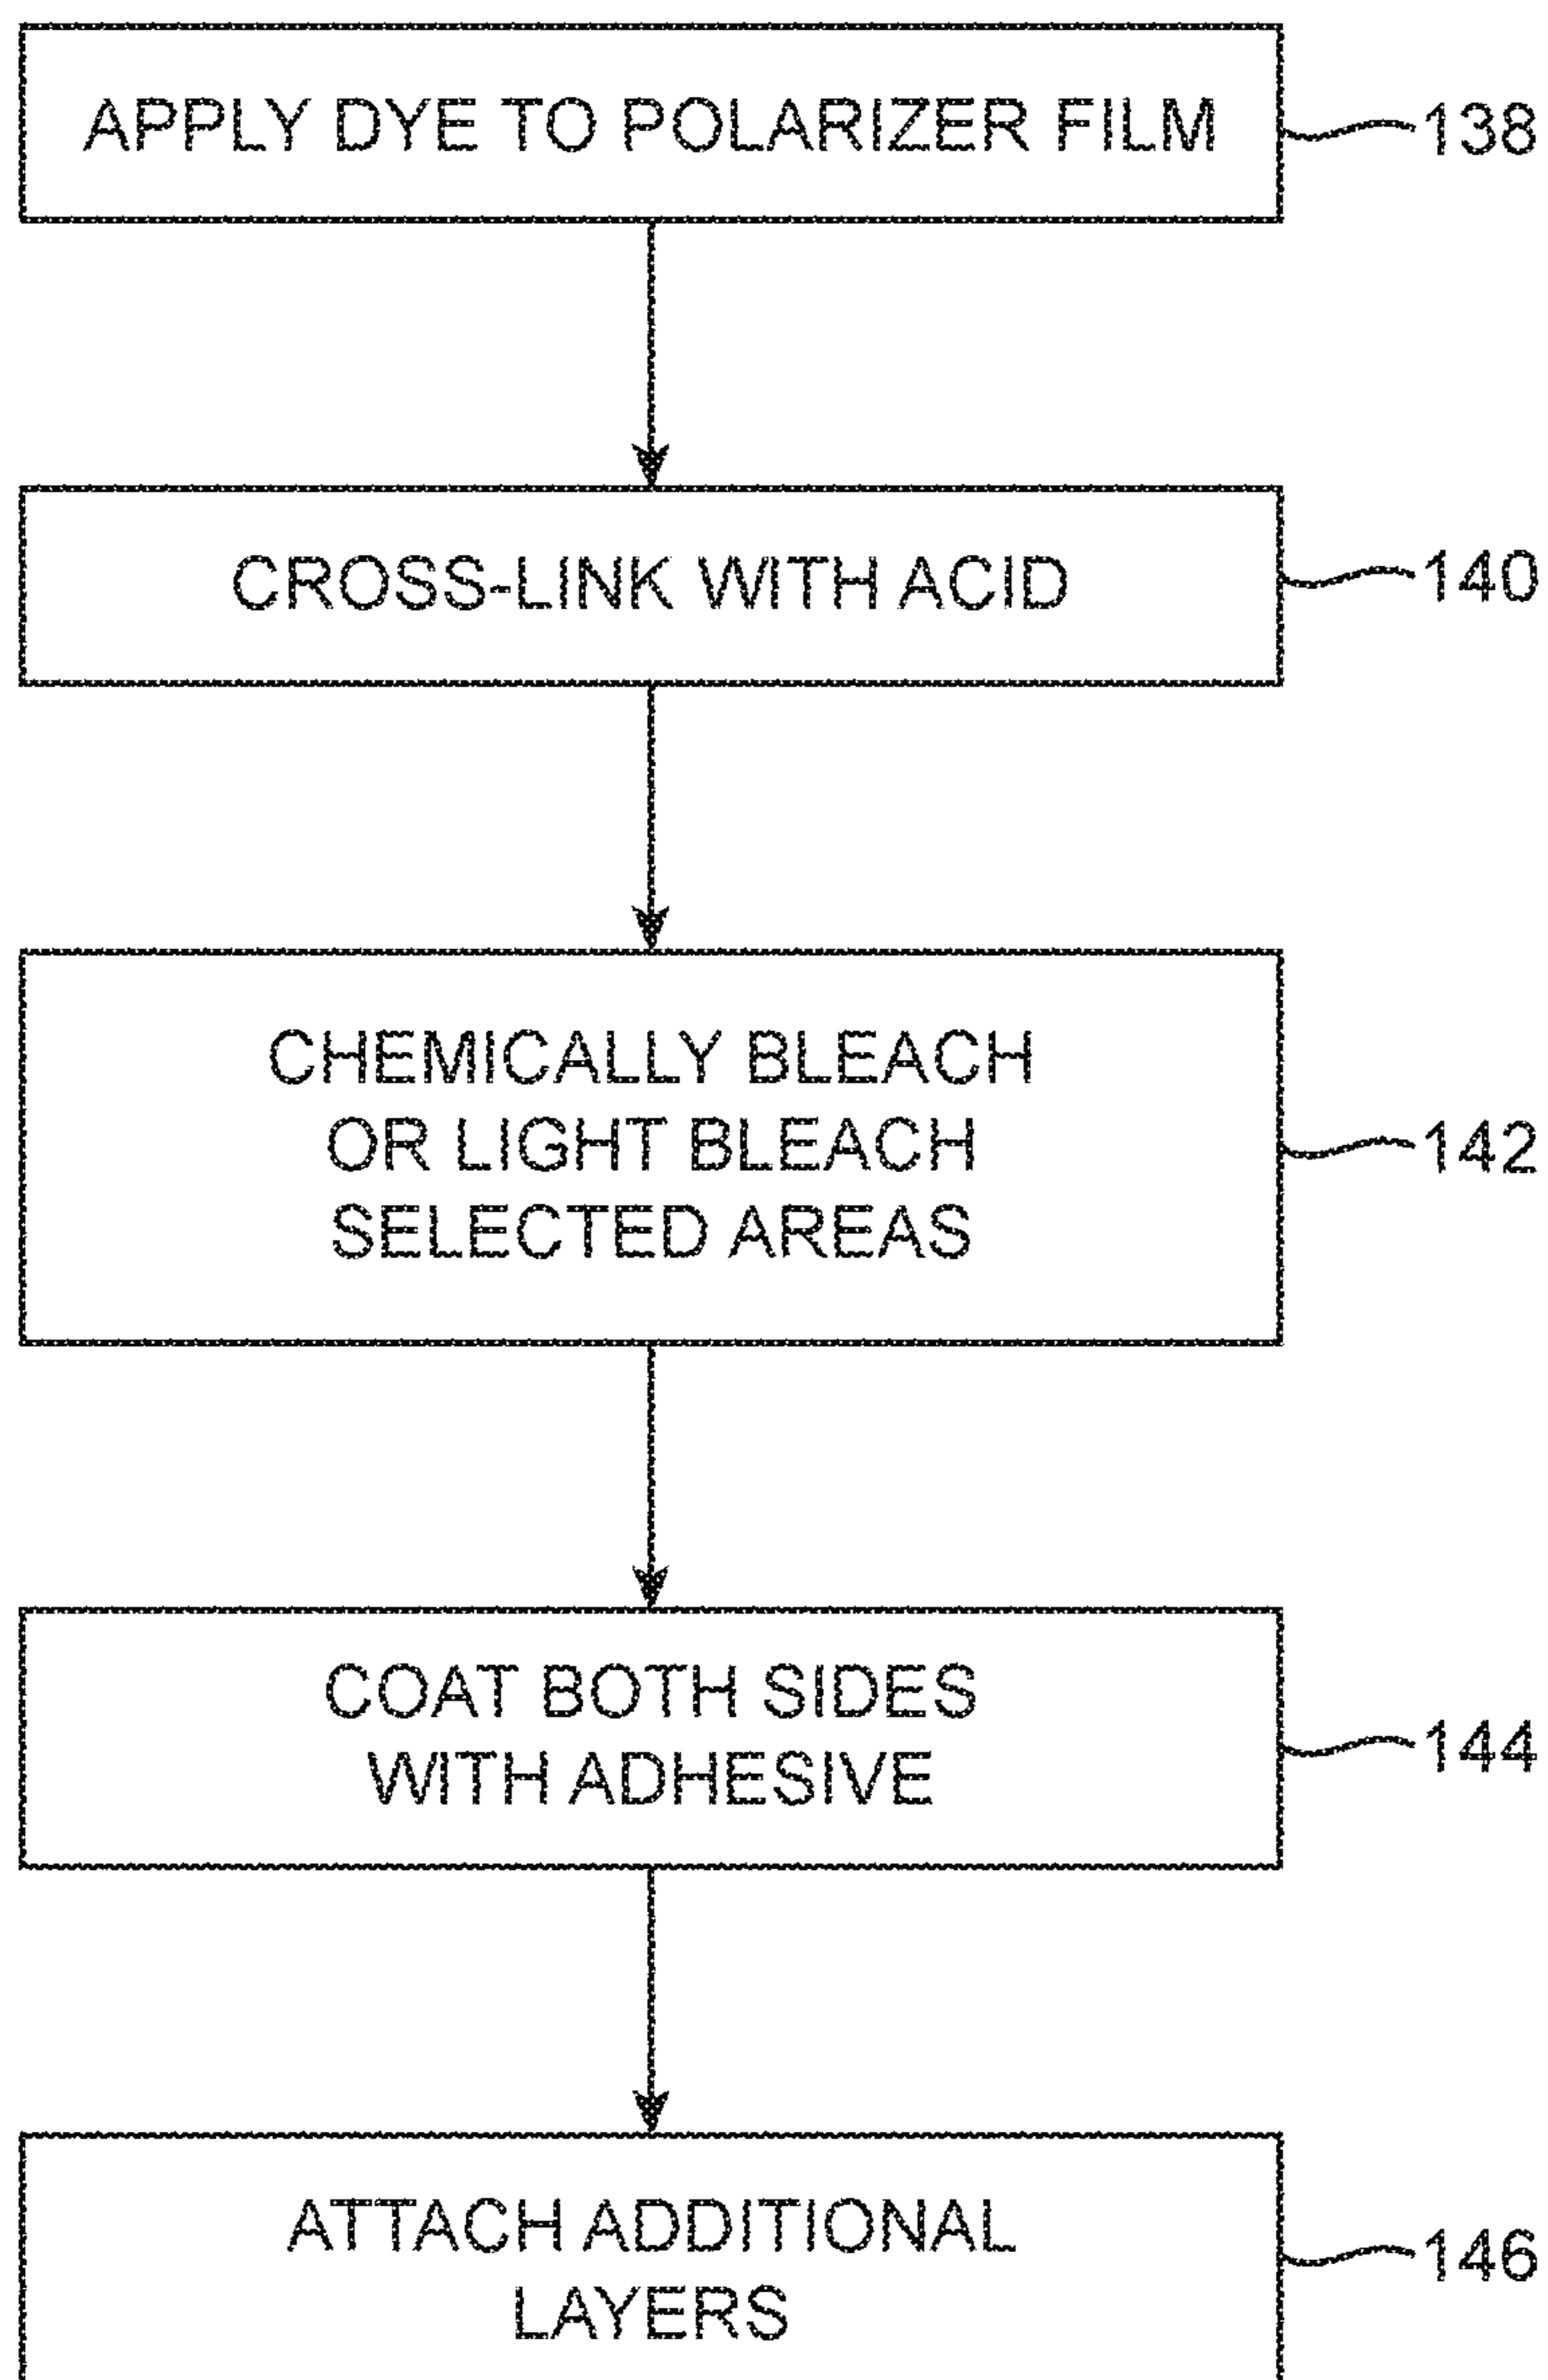 APPLY DYE TO POLARIZER FILM
138
CROSS-LINK WITH ACID
140
CHEMICALLY BLEACH
OR LIGHT BLEACH
SELECTED AREAS
142
COAT BOTH SIDES
WITH ADHESIVE
144
ATTACH ADDITIONAL
LAYERS
146